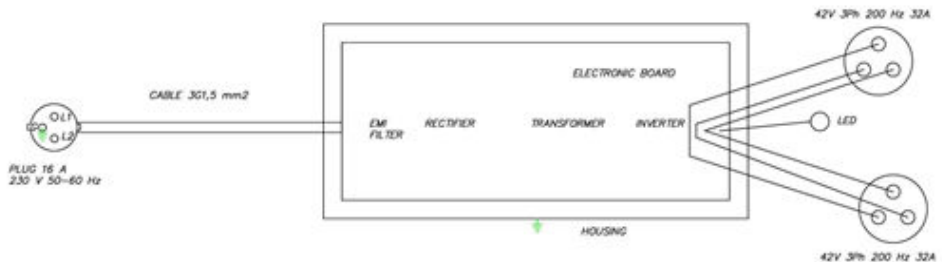 42V 3Ph 200 Hz 32A
ELECTRONIC BOARD
CABLE 3G1,5 mm2
L1
L2
EMI
FILTER
RECTIFIER
TRANSFORMER
INVERTER
LED
PLUG 16 A
230 V 50-60 Hz
HOUSING
42V 3Ph 200 Hz 32A